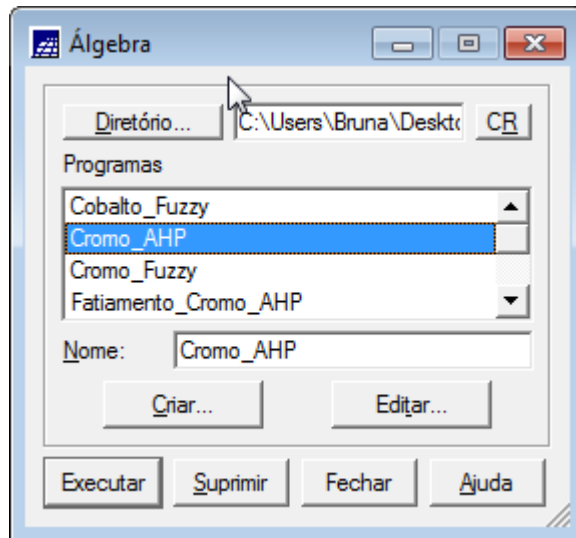 Álgebra
Diretório... C:\Users\Bruna\Deskto CR
Programas
Cobalto_Fuzzy
Cromo_AHP
Cromo_Fuzzy
Fatiamento_Cromo_AHP
Nome: Cromo_AHP
Criar... Editar...
Executar Suprimir Fechar Ajuda